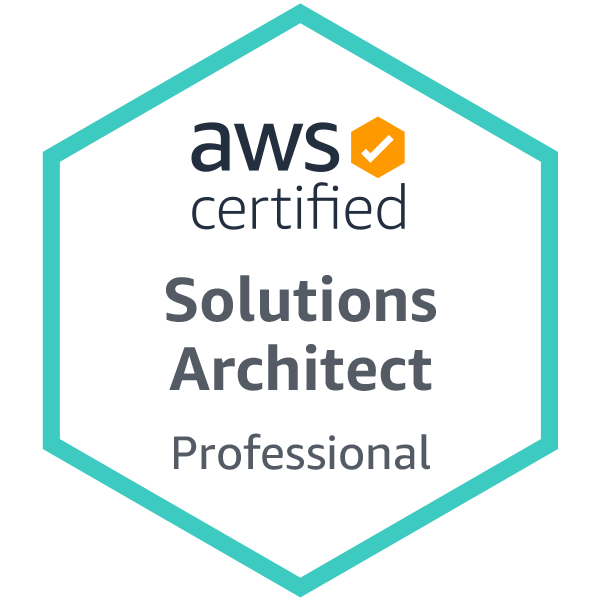 aws
certified
Solutions
Architect
Professional